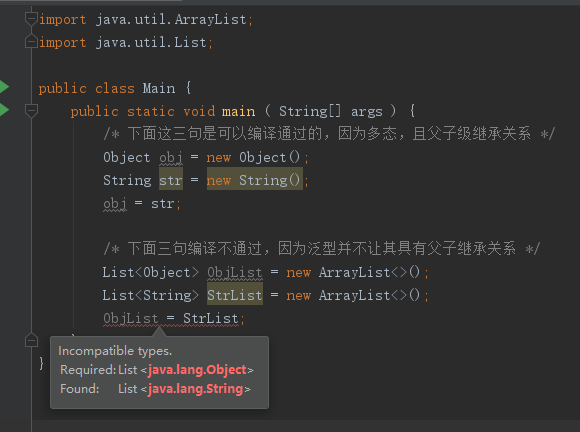 import java.util.ArrayList;
import java.util.List;
public class Main {
public static void main ( String[] args ) {
/* 下面这三句是可以编译通过的，因为多态，且父子级继承关系 */
Object obj = new Object();
String str = new String();
obj = str;
/* 下面三句编译不通过，因为泛型并不让其具有父子继承关系 */
List<Object> ObjList = new ArrayList<>();
List<String> StrList = new ArrayList<>();
ObjList = StrList;
}
Incompatible types.
Required: List <java.lang.Object>
Found: List <java.lang.String>